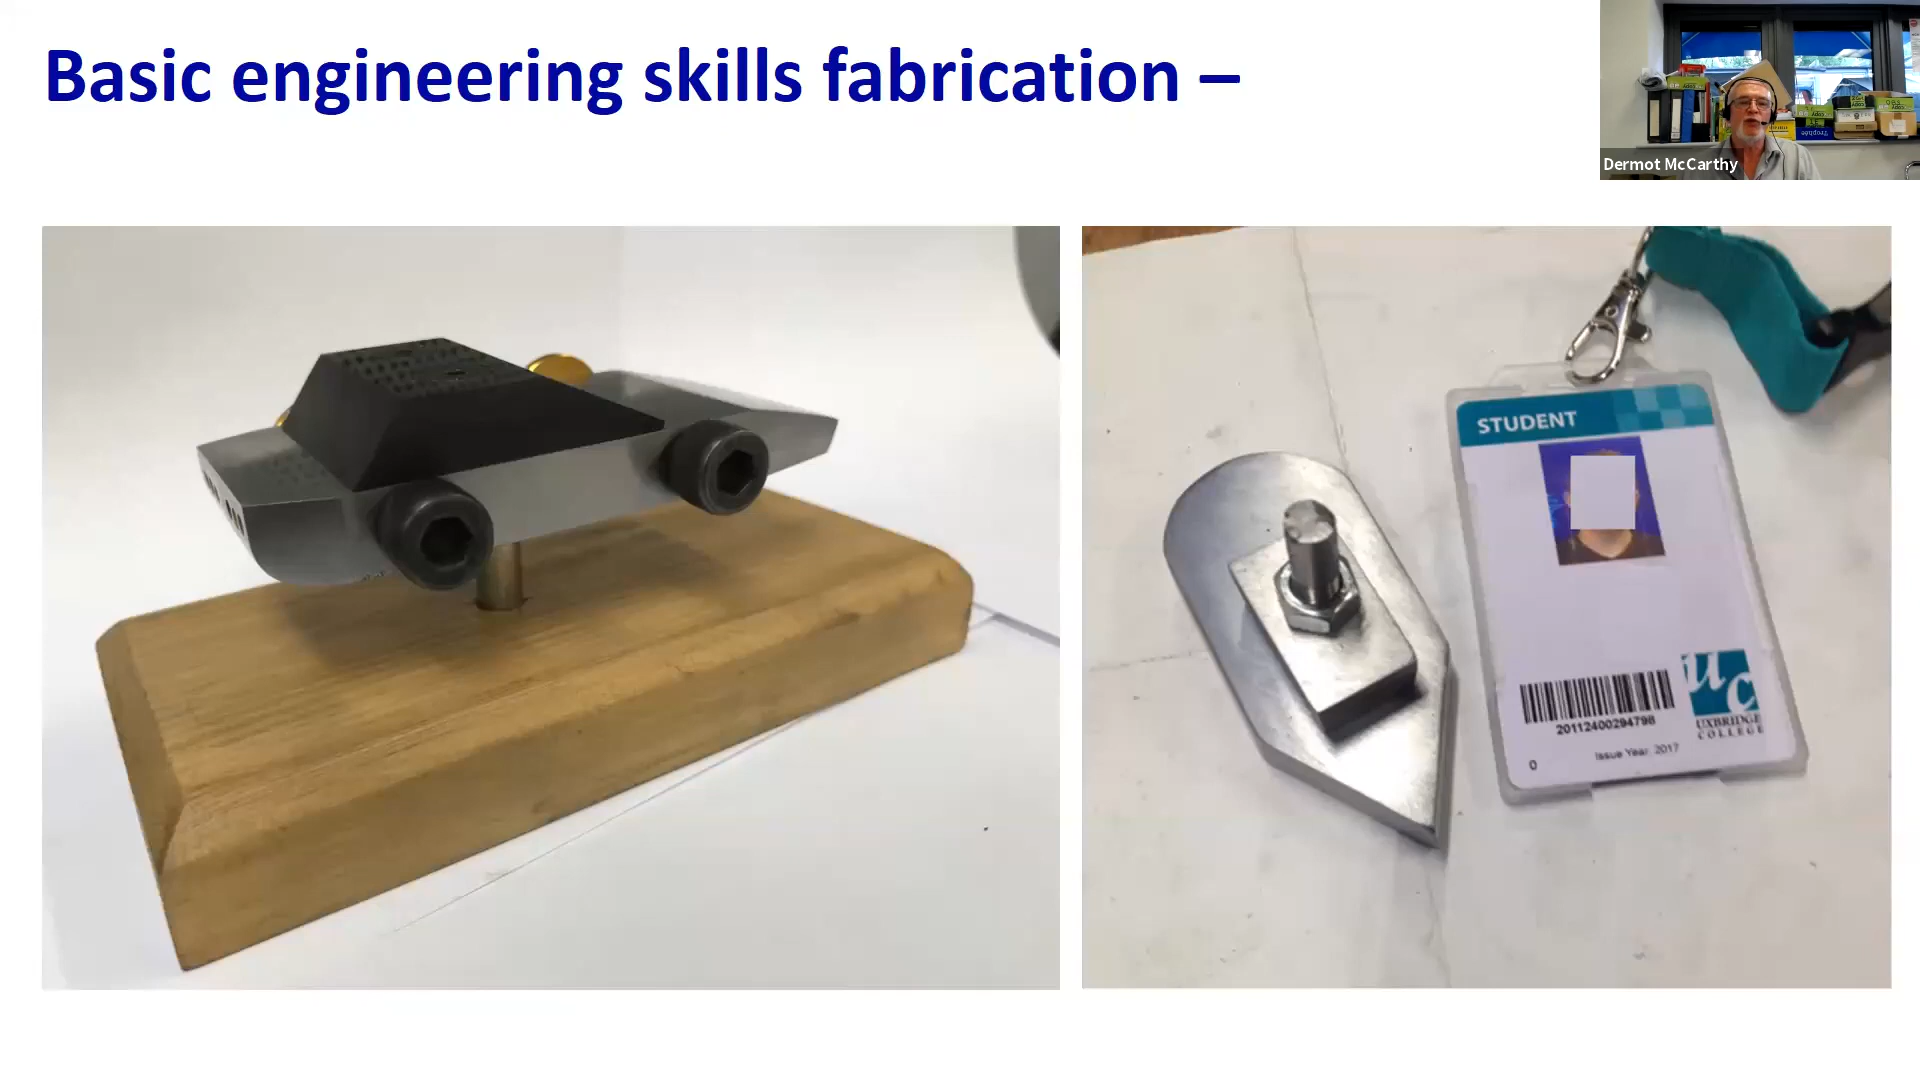 Basic engineering skills fabrication –
Dermot McCarthy
STUDENT
20112400294798
uc
UXBRIDGE
COLLEGE
Issue Year 2017
0